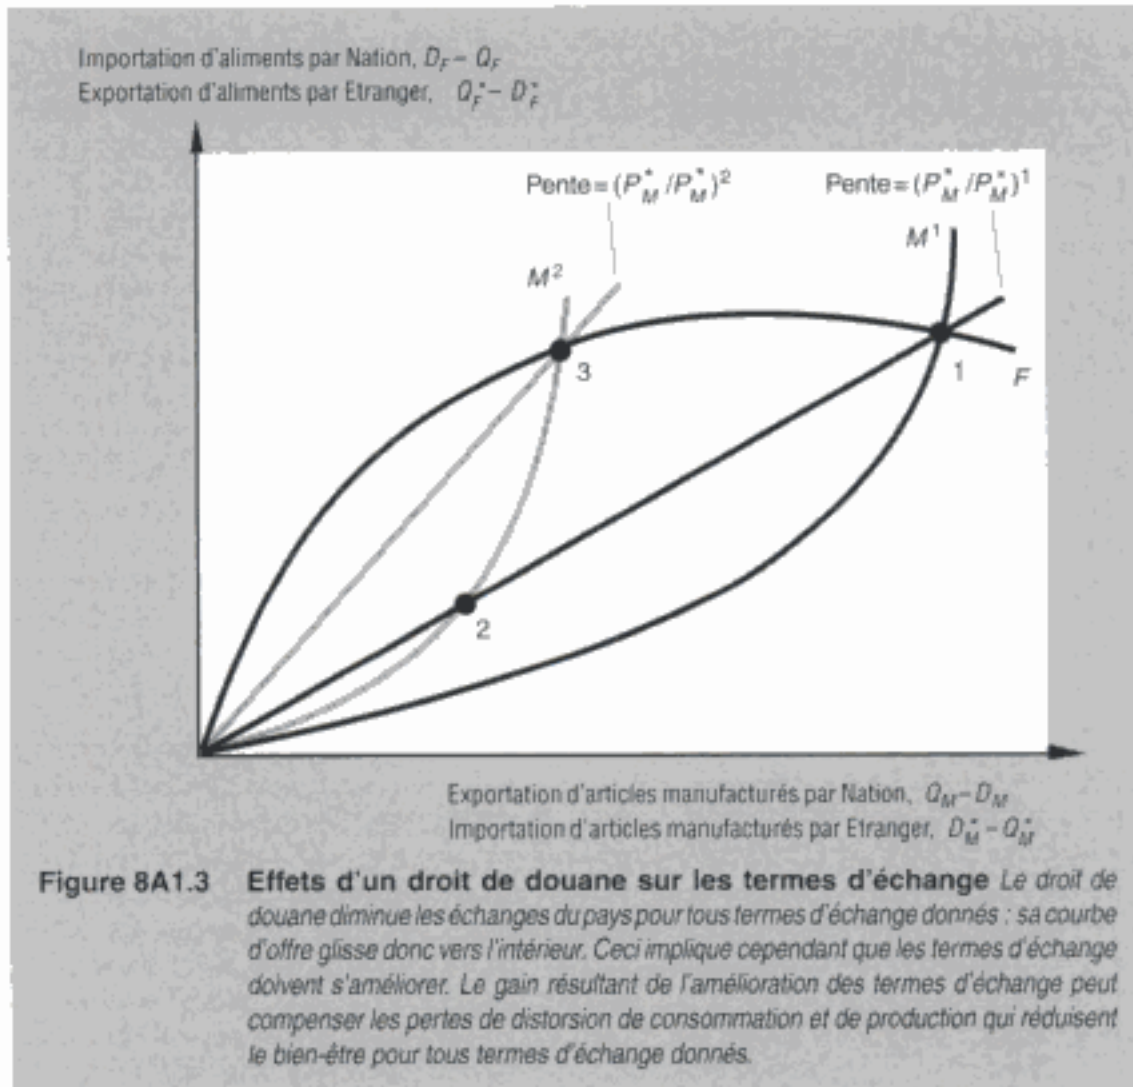 Importation d'aliments par Nation, D_F – Q_F
Exportation d'aliments par Etranger, Q*_F – D*_F
Pente=(P*_M/P*_M)²
Pente=(P*_M/P*_M)¹
M¹
M²
3
1
F
2
Exportation d'articles manufacturés par Nation, Q_M–D_M
Importation d'articles manufacturés par Etranger, D*_M – Q*_M
Figure 8A1.3 Effets d'un droit de douane sur les termes d'échange Le droit de
douane diminue les échanges du pays pour tous termes d'échange donnés : sa courbe
d'offre glisse donc vers l'intérieur. Ceci implique cependant que les termes d'échange
doivent s'améliorer. Le gain résultant de l'amélioration des termes d'échange peut
compenser les pertes de distorsion de consommation et de production qui réduisent
le bien-être pour tous termes d'échange donnés.